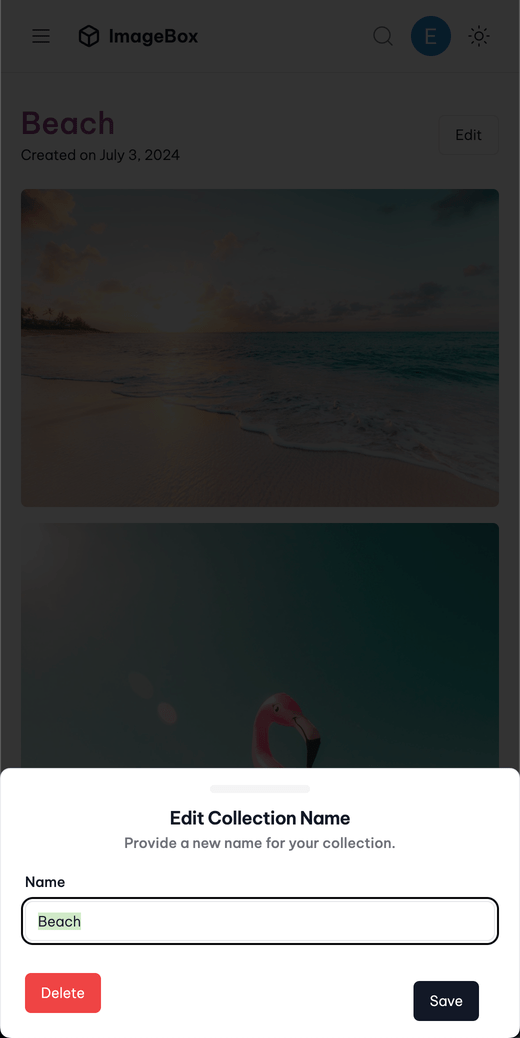 ImageBox
E
Beach
Created on July 3, 2024
Edit
Edit Collection Name
Provide a new name for your collection.
Name
Beach
Delete
Save